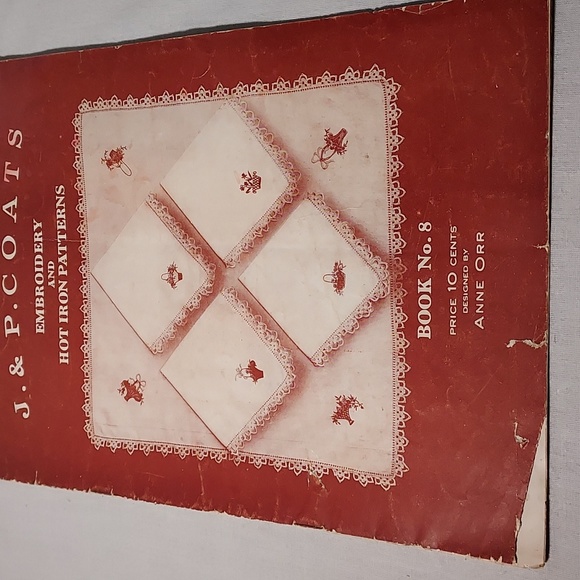 J. & P. COATS
EMBROIDERY
AND
HOT IRON PATTERNS
BOOK No. 8
PRICE 10 CENTS
DESIGNED BY
ANNE ORR